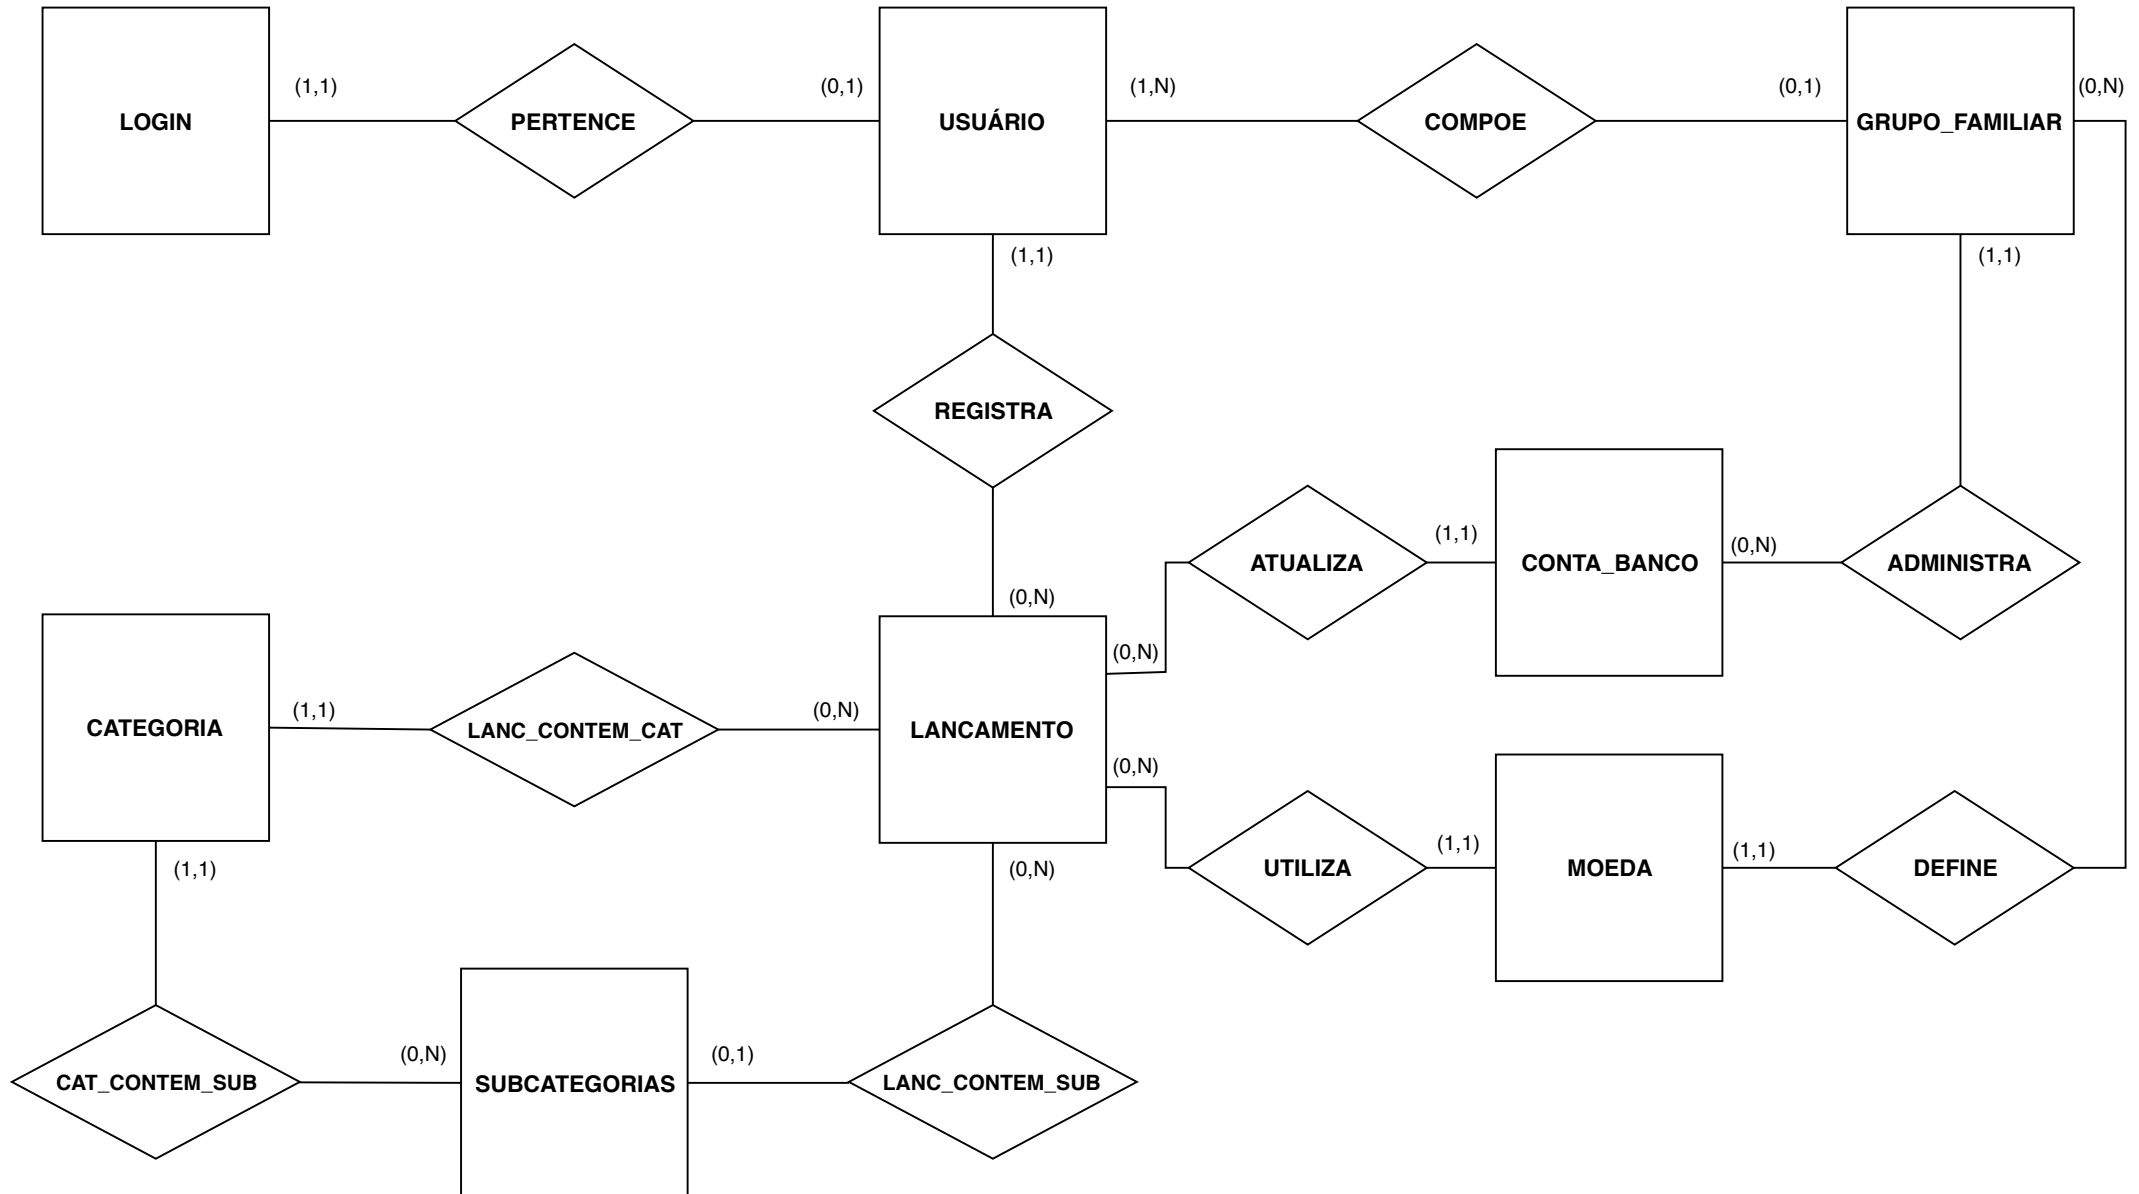 (1,1)
(0,1)
(1,N)
(0,1)
(0,N)
LOGIN
PERTENCE
USUÁRIO
COMPOE
GRUPO_FAMILIAR
(1,1)
(1,1)
REGISTRA
(1,1)
(0,N)
ATUALIZA
CONTA_BANCO
ADMINISTRA
(0,N)
(0,N)
(1,1)
(0,N)
CATEGORIA
LANC_CONTEM_CAT
LANCAMENTO
(0,N)
(1,1)
(1,1)
UTILIZA
MOEDA
DEFINE
(1,1)
(0,N)
(0,N)
(0,1)
CAT_CONTEM_SUB
SUBCATEGORIAS
LANC_CONTEM_SUB